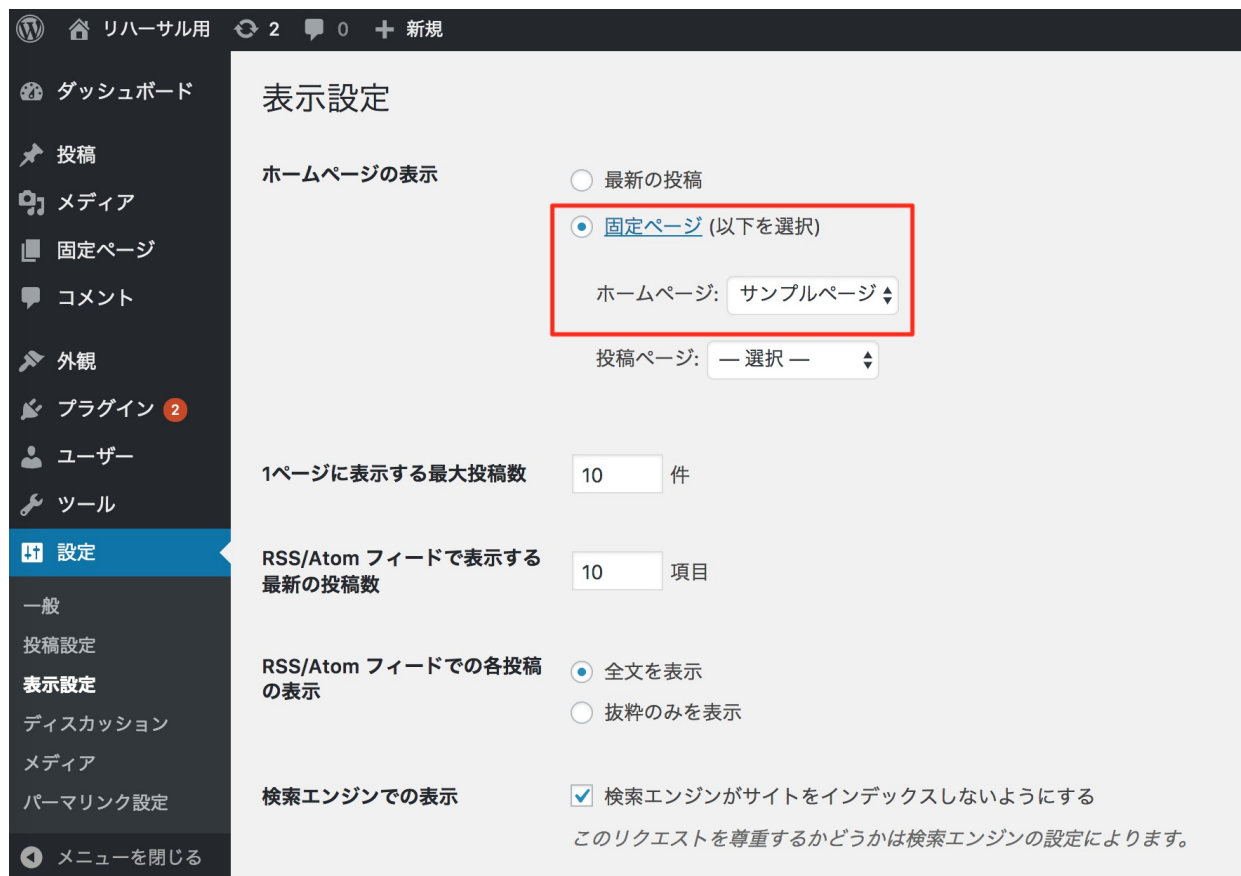 リハーサル用 2 0 新規
ダッシュボード
投稿
メディア
固定ページ
コメント
外観
プラグイン 2
ユーザー
ツール
設定
一般
投稿設定
表示設定
ディスカッション
メディア
パーマリンク設定
メニューを閉じる
表示設定
ホームページの表示
最新の投稿
固定ページ (以下を選択)
ホームページ: サンプルページ
投稿ページ: — 選択 —
1ページに表示する最大投稿数
10 件
RSS/Atom フィードで表示する
最新の投稿数
10 項目
RSS/Atom フィードでの各投稿
の表示
全文を表示
抜粋のみを表示
検索エンジンでの表示
検索エンジンがサイトをインデックスしないようにする
このリクエストを尊重するかどうかは検索エンジンの設定によります。